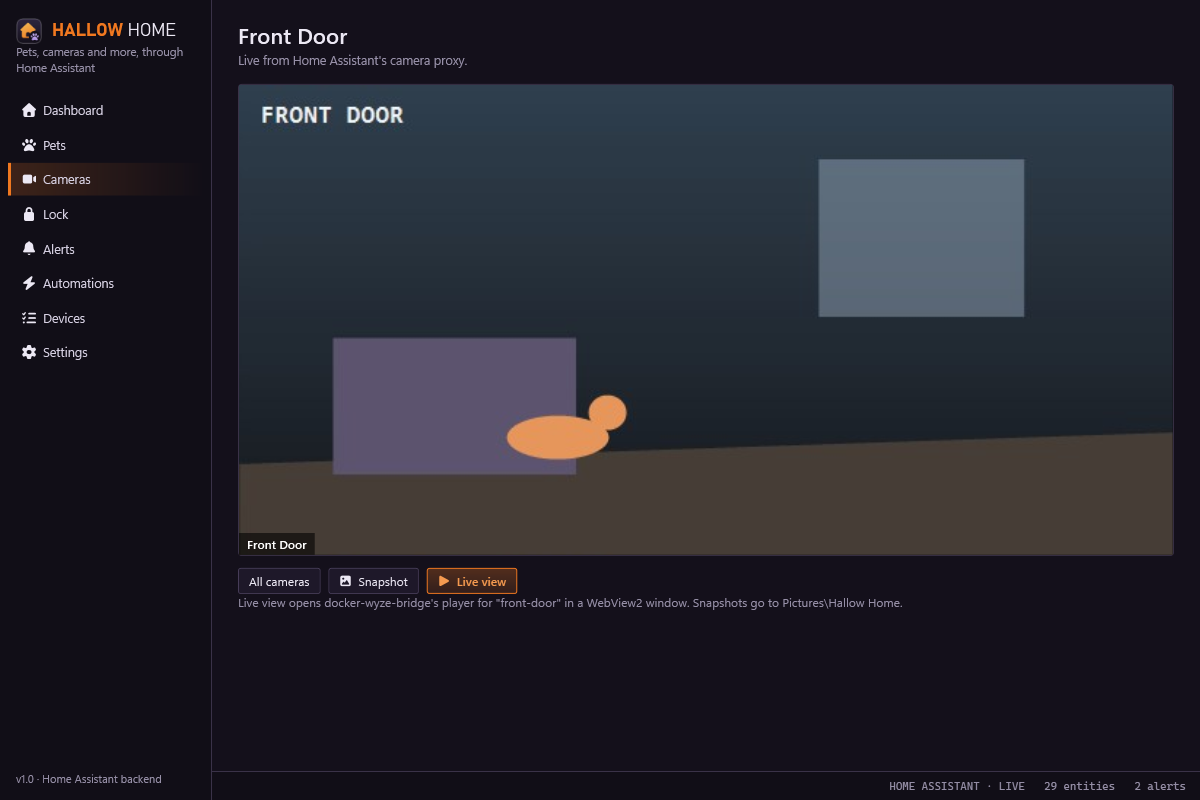 HALLOW HOME
Pets, cameras and more, through
Home Assistant
Dashboard
Pets
Cameras
Lock
Alerts
Automations
Devices
Settings
v1.0 · Home Assistant backend
Front Door
Live from Home Assistant's camera proxy.
FRONT DOOR
Front Door
All cameras
Snapshot
Live view
Live view opens docker-wyze-bridge's player for "front-door" in a WebView2 window. Snapshots go to Pictures\Hallow Home.
HOME ASSISTANT · LIVE 29 entities 2 alerts